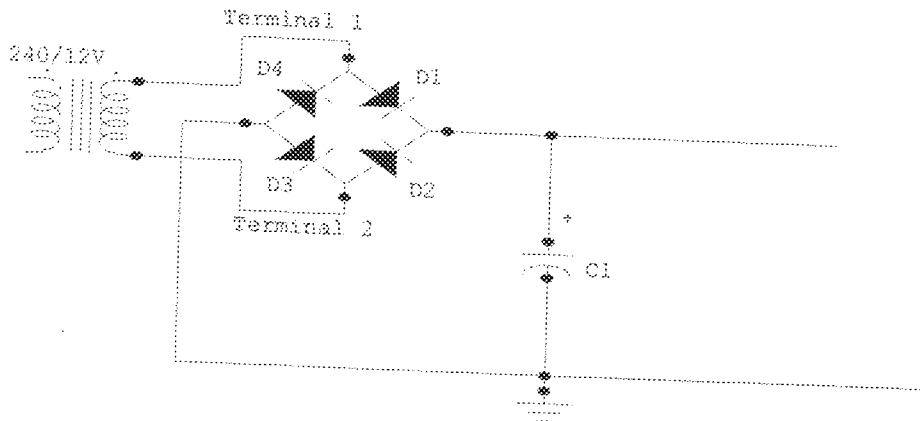 Terminal 1
240/12V
D4
D1
D3
D2
Terminal 2
+
C1